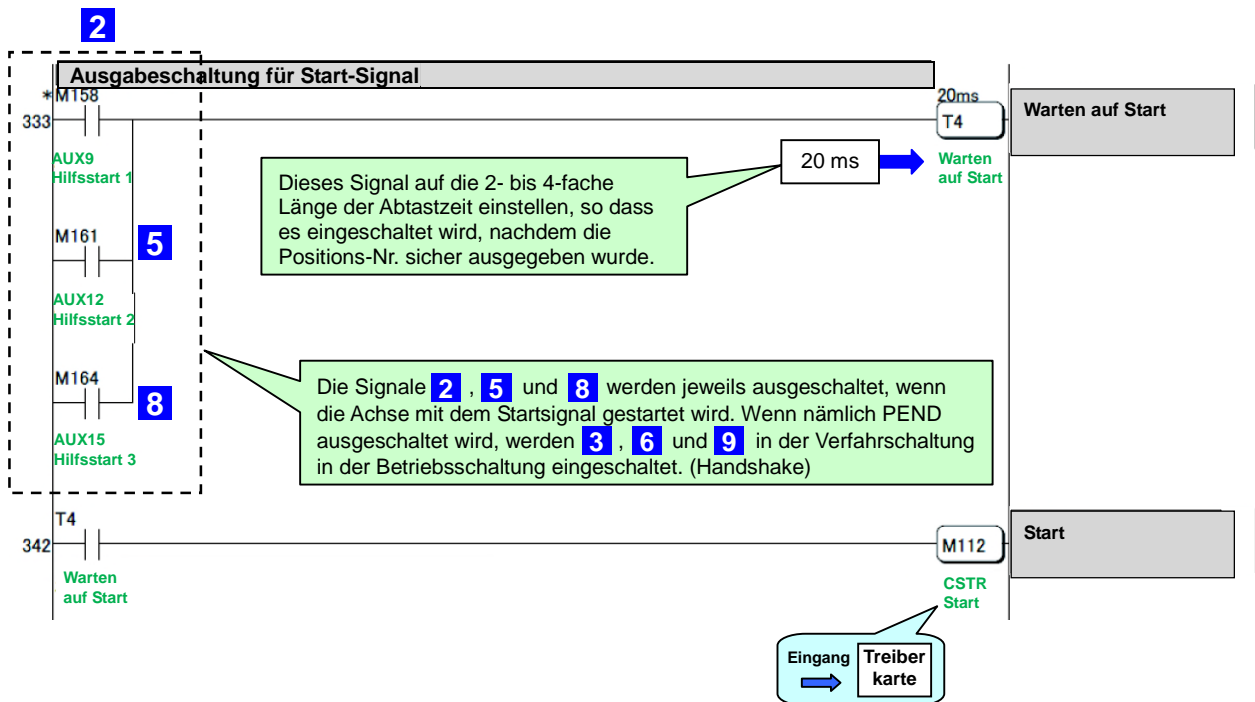 2
Ausgabeschaltung für Start-Signal
*M158
333
20ms
T4
Warten auf Start
AUX9
Hilfsstart 1
Warten
auf Start
20 ms
Dieses Signal auf die 2- bis 4-fache
Länge der Abtastzeit einstellen, so dass
es eingeschaltet wird, nachdem die
Positions-Nr. sicher ausgegeben wurde.
M161
5
AUX12
Hilfsstart 2
M164
8
AUX15
Hilfsstart 3
Die Signale 2 , 5 und 8 werden jeweils ausgeschaltet, wenn
die Achse mit dem Startsignal gestartet wird. Wenn nämlich PEND
ausgeschaltet wird, werden 3 , 6 und 9 in der Verfahrschaltung
in der Betriebsschaltung eingeschaltet. (Handshake)
T4
342
M112
Start
Warten
auf Start
CSTR
Start
Eingang
Treiber
karte